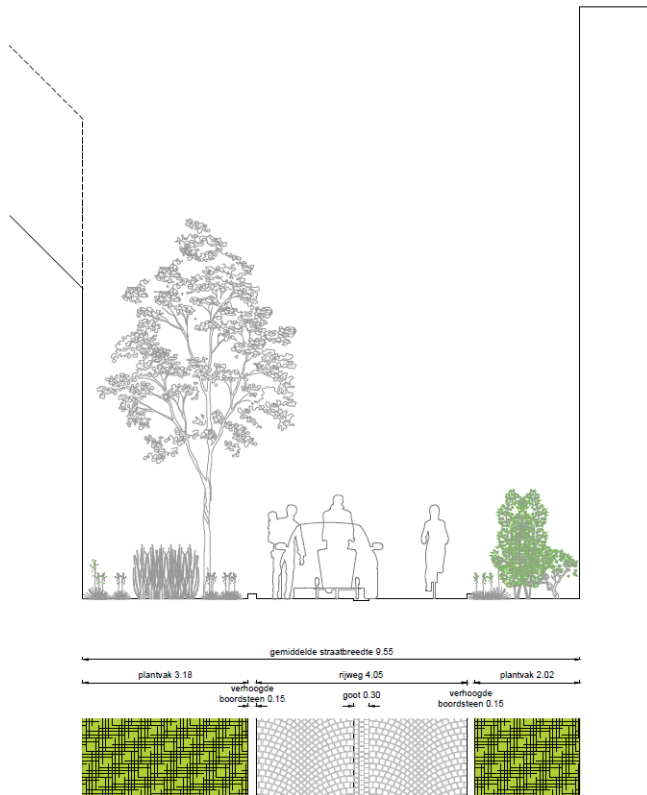 gemiddelde straatbreedte 9.55
plantvak 3.18
rijweg 4.05
plantvak 2.02
verhoogde
boordsteen 0.15
goot 0.30
verhoogde
boordsteen 0.15